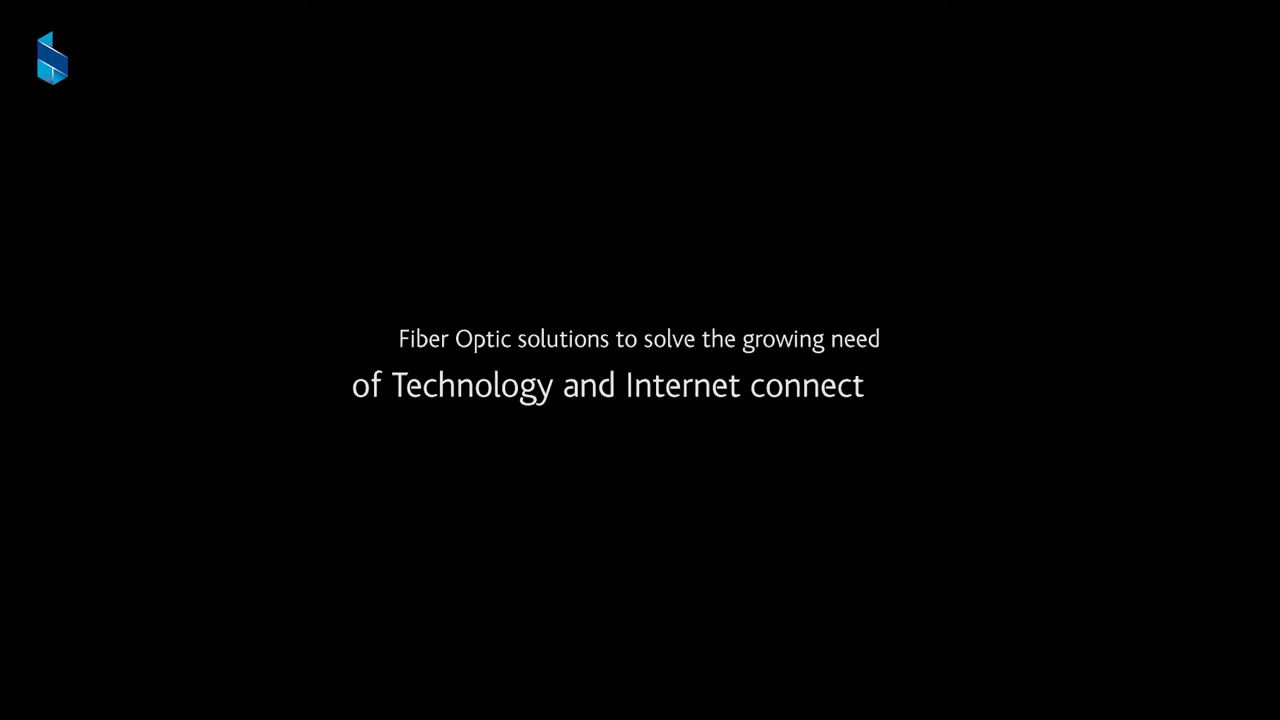 Fiber Optic solutions to solve the growing need
of Technology and Internet connect